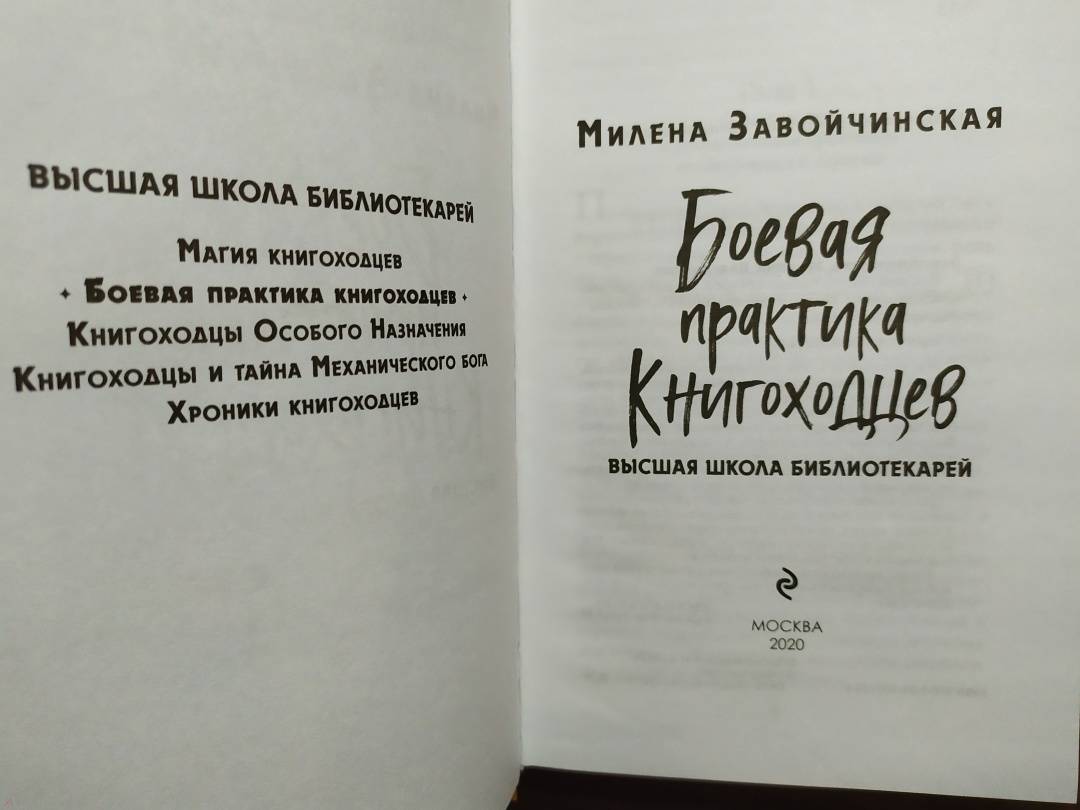 ВЫСШАЯ ШКОЛА БИБЛИОТЕКАРЕЙ
Магия книгоходцев
Боевая практика книгоходцев
Книгоходцы Особого Назначения
Книгоходцы и тайна Механического бога
Хроники книгоходцев
Милена Завойчинская
Боевая
практика
Книгоходцев
ВЫСШАЯ ШКОЛА БИБЛИОТЕКАРЕЙ
МОСКВА
2020